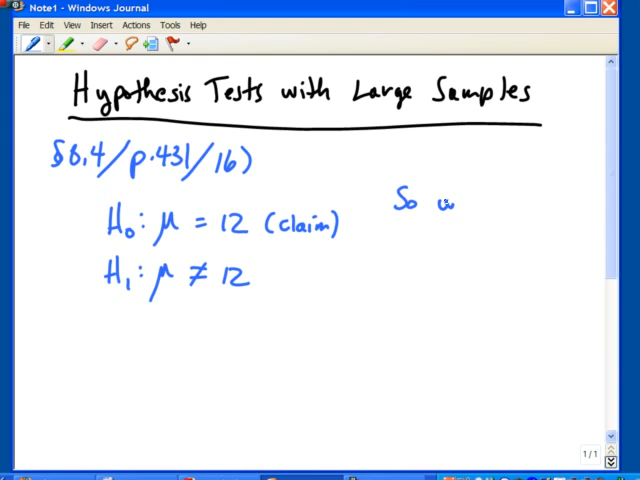 Note1 - Windows Journal
File Edit View Insert Actions Tools Help
Hypothesis Tests with Large Samples
§8.4/p.431/16)
H₀: μ = 12 (claim)
So w
H₁: μ ≠ 12
1/1